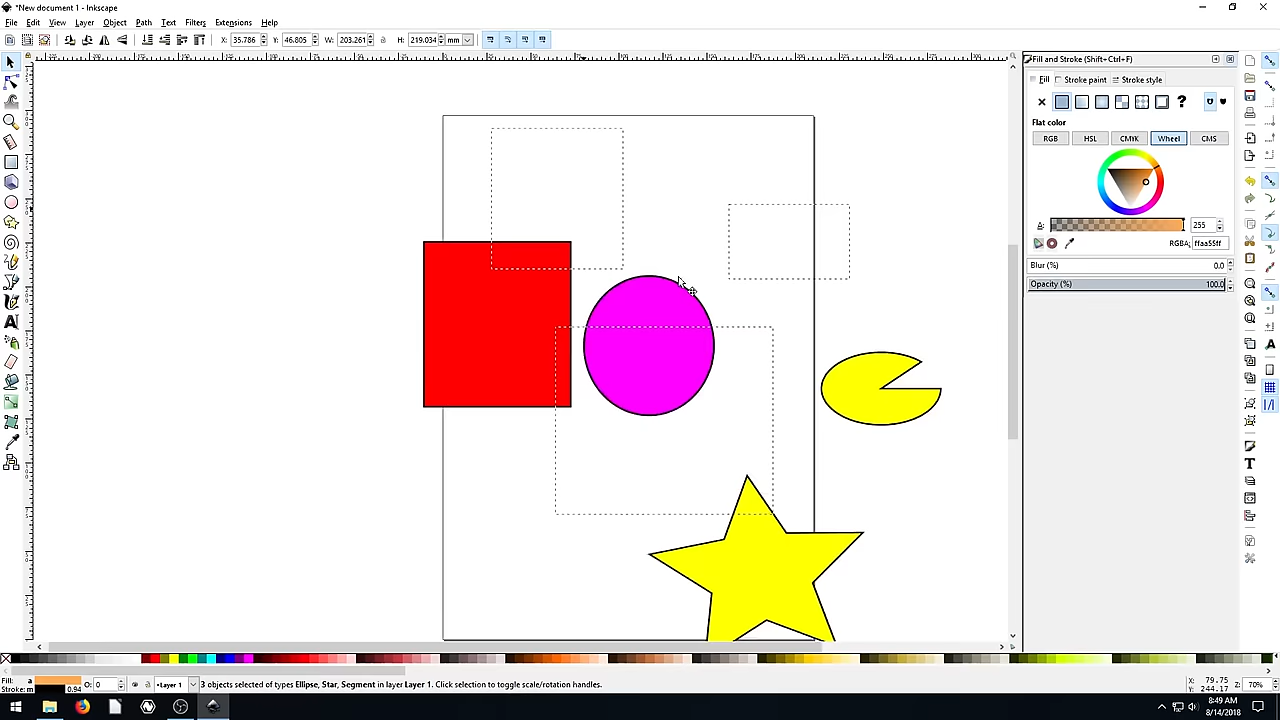 *New document 1 - Inkscape
File Edit View Layer Object Path Text Filters Extensions Help
X: 35.786 Y: 46.805 W: 203.261 H: 219.034 mm
Fill and Stroke (Shift+Ctrl+F)
Fill Stroke paint Stroke style
Flat color
RGB HSL CMYK Wheel CMS
A: 255
RGBA: ffaa55ff
Blur (%) 0.0
Opacity (%) 100.0
Fill: a
Stroke: m 0.94
O: 0
Layer 1
3 objects selected of types Ellipse, Star, Segment in layer Layer 1. Click selection to toggle scale/rotation handles.
X: 79.75
Y: 244.17
Z: 70%
8:49 AM
8/14/2018